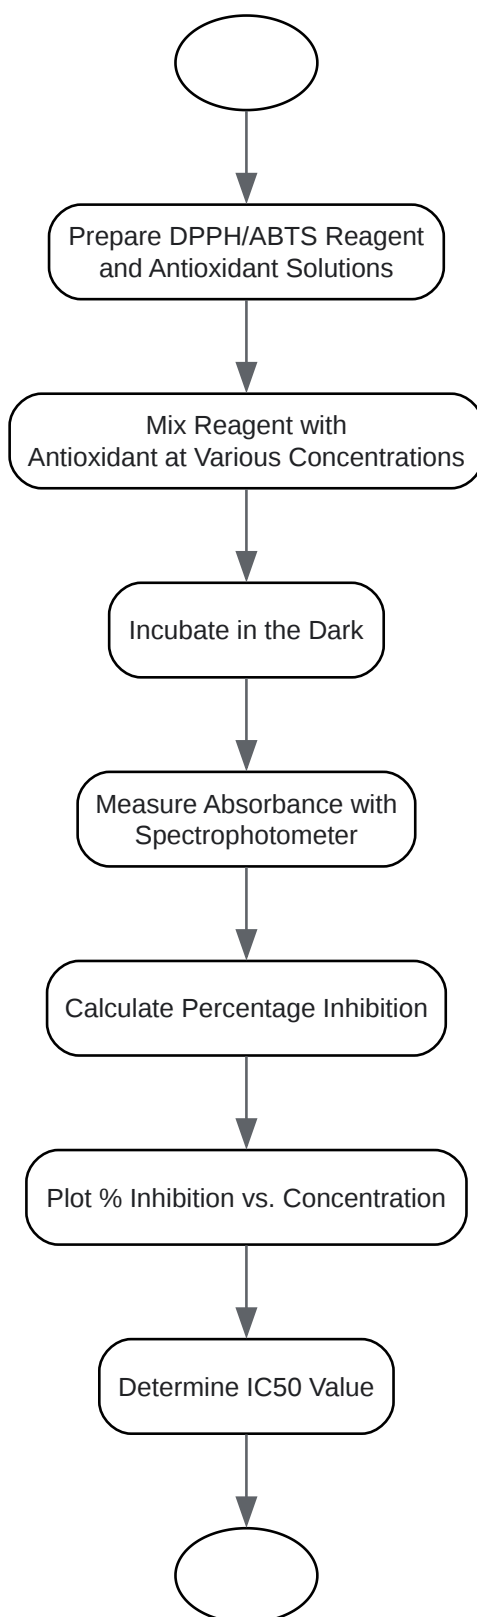 Prepare DPPH/ABTS Reagent
and Antioxidant Solutions
Mix Reagent with
Antioxidant at Various Concentrations
Incubate in the Dark
Measure Absorbance with
Spectrophotometer
Calculate Percentage Inhibition
Plot % Inhibition vs. Concentration
Determine IC50 Value